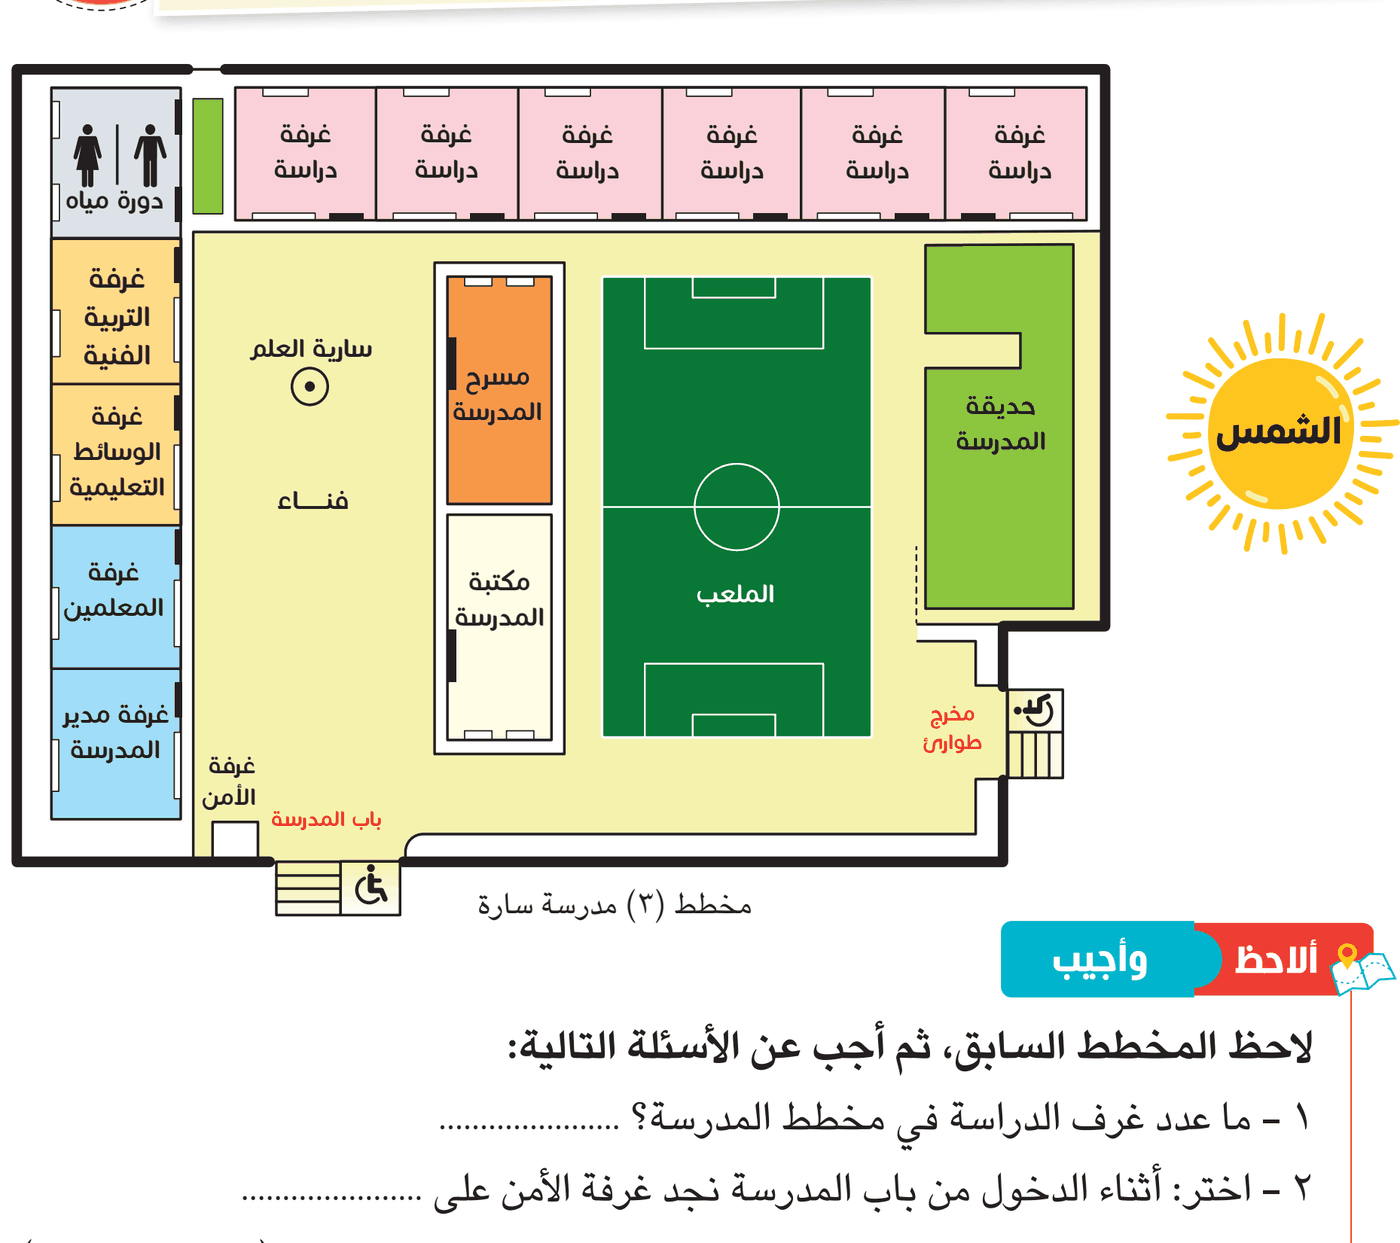 غرفة
دراسة
غرفة
دراسة
غرفة
دراسة
غرفة
دراسة
غرفة
دراسة
غرفة
دراسة
دورة مياه
غرفة
التربية
الفنية
غرفة
الوسائط
التعليمية
غرفة
المعلمين
غرفة مدير
المدرسة
سارية العلم
فنـــاء
مسرح
المدرسة
مكتبة
المدرسة
الملعب
حديقة
المدرسة
الشمس
مخرج
طوارئ
غرفة
الأمن
باب المدرسة
مخطط (٣) مدرسة سارة
ألاحظ وأجيب
لاحظ المخطط السابق، ثم أجب عن الأسئلة التالية:
١ – ما عدد غرف الدراسة في مخطط المدرسة؟ ......................
٢ – اختر: أثناء الدخول من باب المدرسة نجد غرفة الأمن على ......................